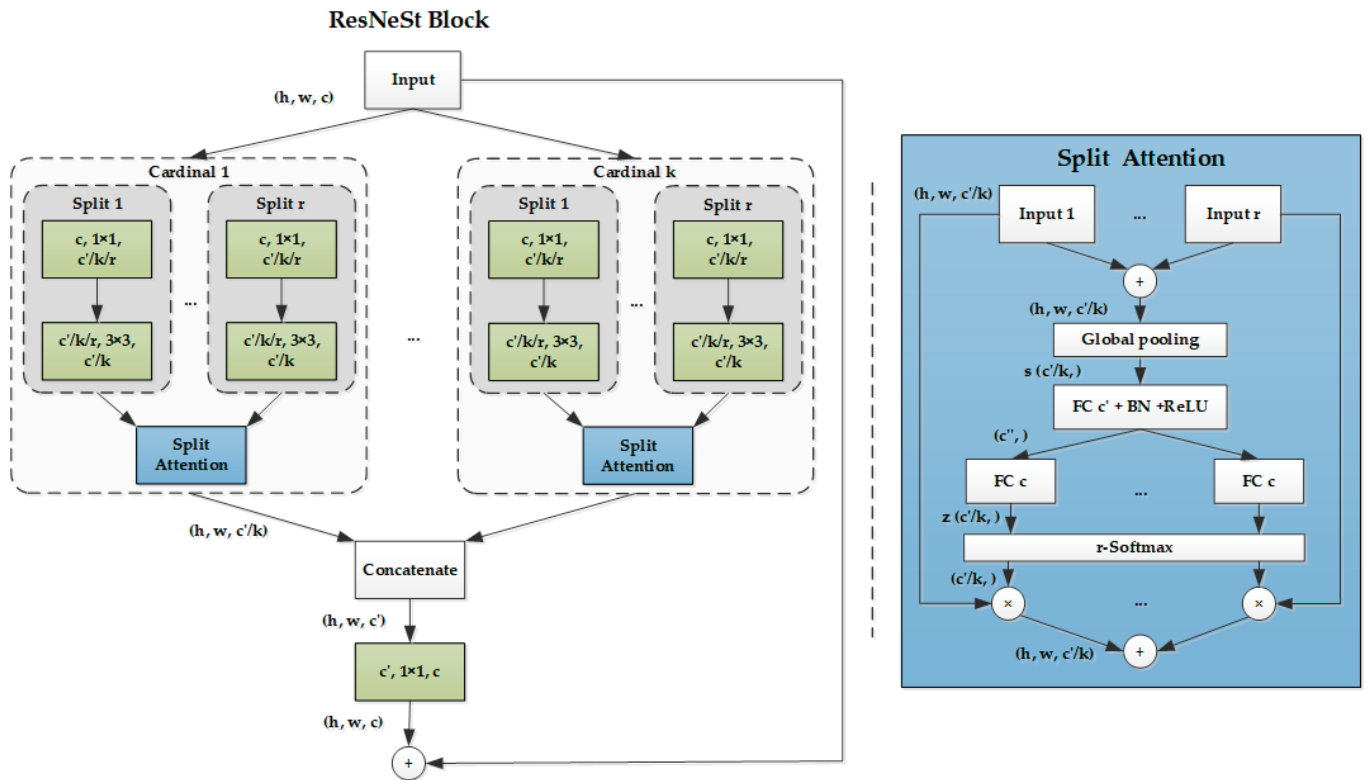 ResNeSt Block
Input
(h, w, c)
Cardinal 1
Split 1
c, 1×1,
c'/k/r
c'/k/r, 3×3,
c'/k
...
Split r
c, 1×1,
c'/k/r
c'/k/r, 3×3,
c'/k
Split
Attention
...
Cardinal k
Split 1
c, 1×1,
c'/k/r
c'/k/r, 3×3,
c'/k
...
Split r
c, 1×1,
c'/k/r
c'/k/r, 3×3,
c'/k
Split
Attention
(h, w, c'/k)
Concatenate
(h, w, c')
c', 1×1, c
(h, w, c)
+
Split Attention
(h, w, c'/k)
Input 1
...
Input r
+
(h, w, c'/k)
Global pooling
s (c'/k, )
FC c' + BN +ReLU
(c'', )
FC c
...
FC c
z (c'/k, )
r-Softmax
(c'/k, )
×
...
×
(h, w, c'/k)
+